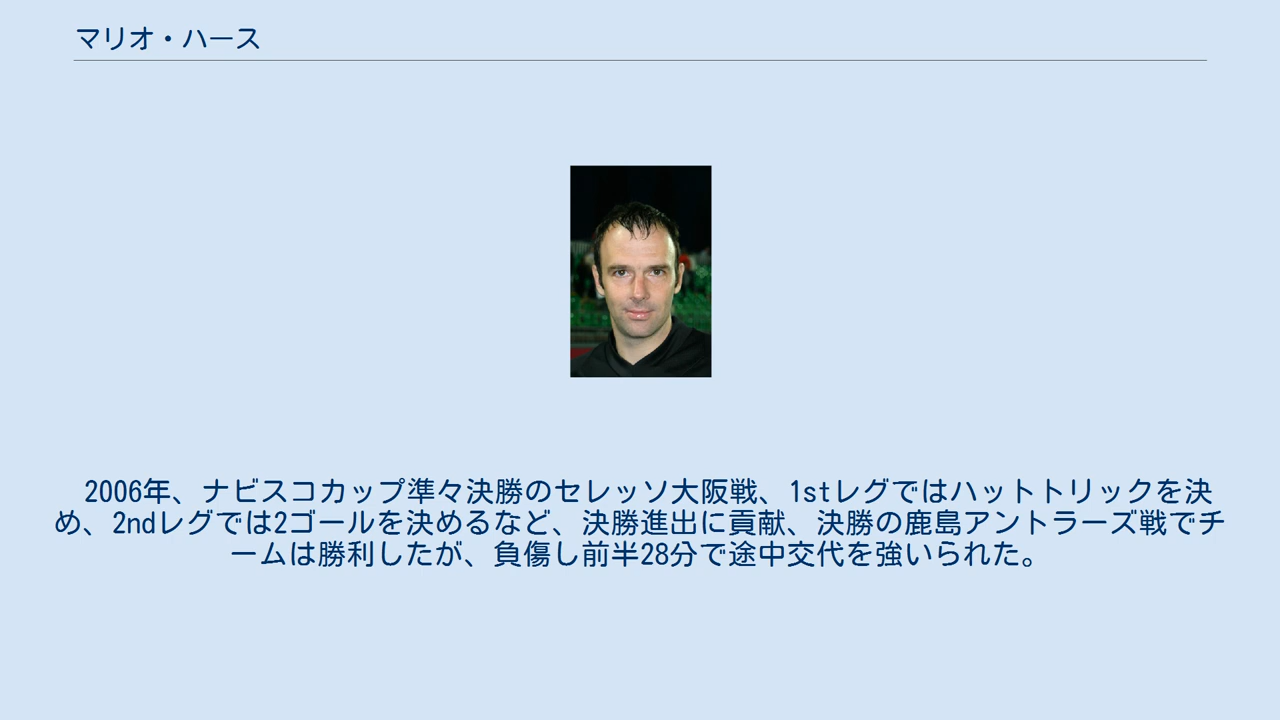 マリオ・ハース
2006年、ナビスコカップ準々決勝のセレッソ大阪戦、1stレグではハットトリックを決
め、2ndレグでは2ゴールを決めるなど、決勝進出に貢献、決勝の鹿島アントラーズ戦でチ
ームは勝利したが、負傷し前半28分で途中交代を強いられた。